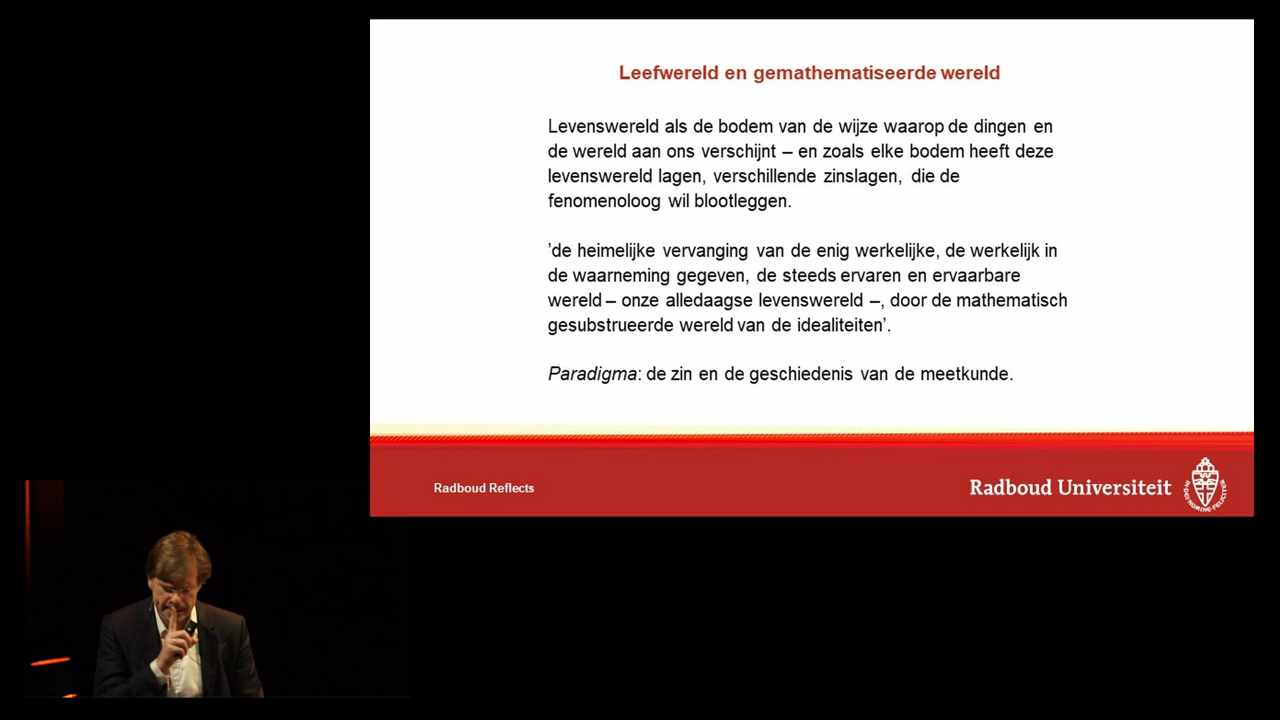 Leefwereld en gemathematiseerde wereld
Levenswereld als de bodem van de wijze waarop de dingen en
de wereld aan ons verschijnt – en zoals elke bodem heeft deze
levenswereld lagen, verschillende zinslagen, die de
fenomenoloog wil blootleggen.
’de heimelijke vervanging van de enig werkelijke, de werkelijk in
de waarneming gegeven, de steeds ervaren en ervaarbare
wereld – onze alledaagse levenswereld –, door de mathematisch
gesubstrueerde wereld van de idealiteiten’.
Paradigma: de zin en de geschiedenis van de meetkunde.
Radboud Reflects
Radboud Universiteit